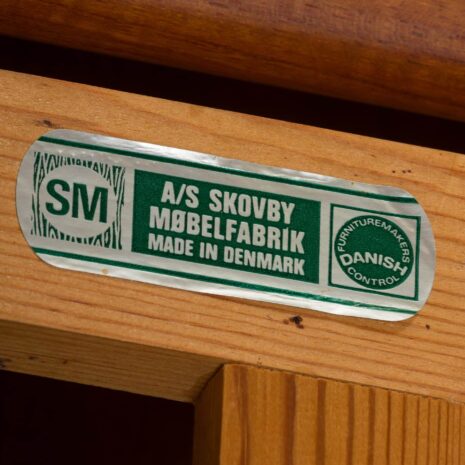 SM
A/S SKOVBY
MØBELFABRIK
MADE IN DENMARK
FURNITUREMAKERS
DANISH
CONTROL